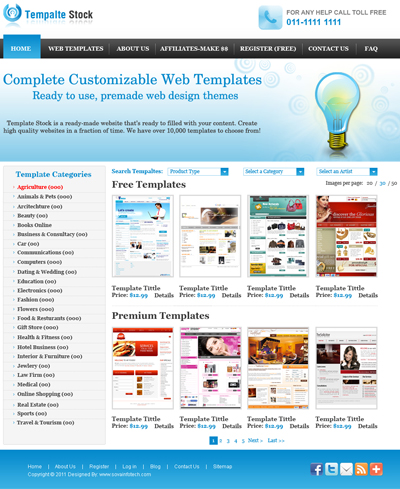 Tempalte Stock
FOR ANY HELP CALL TOLL FREE
011-1111 1111
HOME WEB TEMPLATES ABOUT US AFFILIATES-MAKE $8 REGISTER (FREE) CONTACT US FAQ
Complete Customizable Web Templates
Ready to use, premade web design themes
Template Stock is a ready-made website that's ready to filled with your content. Create
high quality websites in a fraction of time. We have over 10,000 templates to choose from!
Template Categories
Agriculture (000)
Animals & Pets (00)
Arcitechture (00)
Beauty (00)
Books Online
Business & Consultacy (00)
Car (00)
Communications (00)
Computers (00)
Dating & Wedding (00)
Education (00)
Electronics (00)
Fashion (000)
Flowers (000)
Food & Resturants (000)
Gift Store (000)
Health & Fitness (00)
Hotel Business (00)
Interior & Furniture (00)
Jewlery (00)
Law Firm (00)
Medical (00)
Online Shopping (00)
Real Estate (00)
Sports (00)
Travel & Tourism (00)
Search Tempaltes: Product Type Select a Category Select an Artist
Free Templates
Images per page: 20 / 30 / 50
Template Tittle Template Tittle Template Tittle Template Tittle
Price: $12.99 Details Price: $12.99 Details Price: $12.99 Details Price: $12.99 Details
Premium Templates
Template Tittle Template Tittle Template Tittle Template Tittle
Price: $12.99 Details Price: $12.99 Details Price: $12.99 Details Price: $12.99 Details
1 2 3 4 5 Next > Last >>
Home | About Us | Register | Log in | Blog | Contact Us | Sitemap
Copyright © 2011 Designed By: